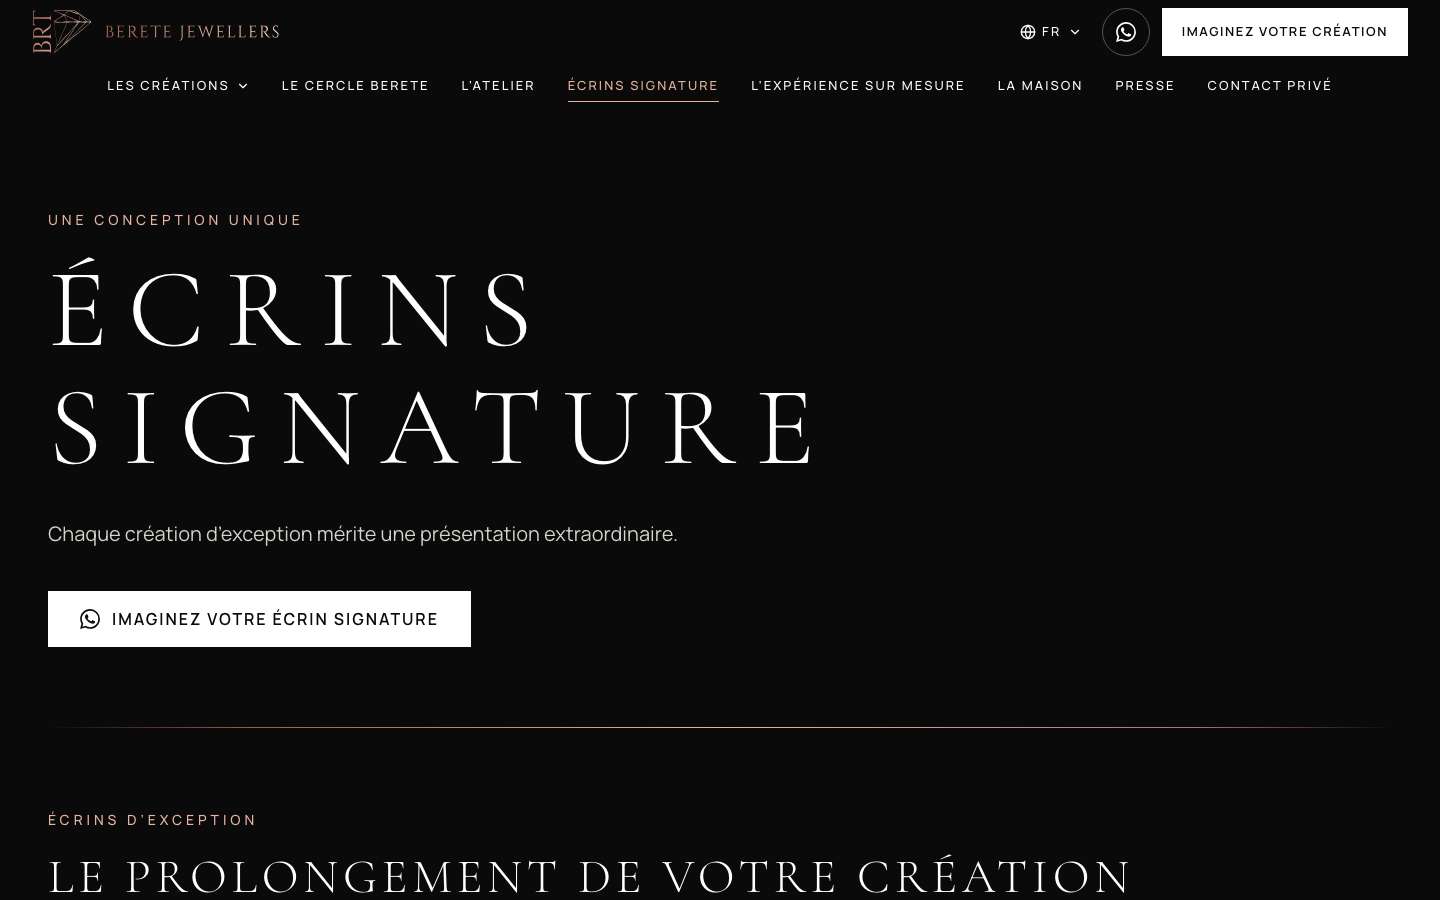 BRT
BERETE JEWELLERS
FR
IMAGINEZ VOTRE CRÉATION
LES CRÉATIONS
LE CERCLE BERETE
L'ATELIER
ÉCRINS SIGNATURE
L'EXPÉRIENCE SUR MESURE
LA MAISON
PRESSE
CONTACT PRIVÉ
UNE CONCEPTION UNIQUE
ÉCRINS
SIGNATURE
Chaque création d'exception mérite une présentation extraordinaire.
IMAGINEZ VOTRE ÉCRIN SIGNATURE
ÉCRINS D'EXCEPTION
LE PROLONGEMENT DE VOTRE CRÉATION